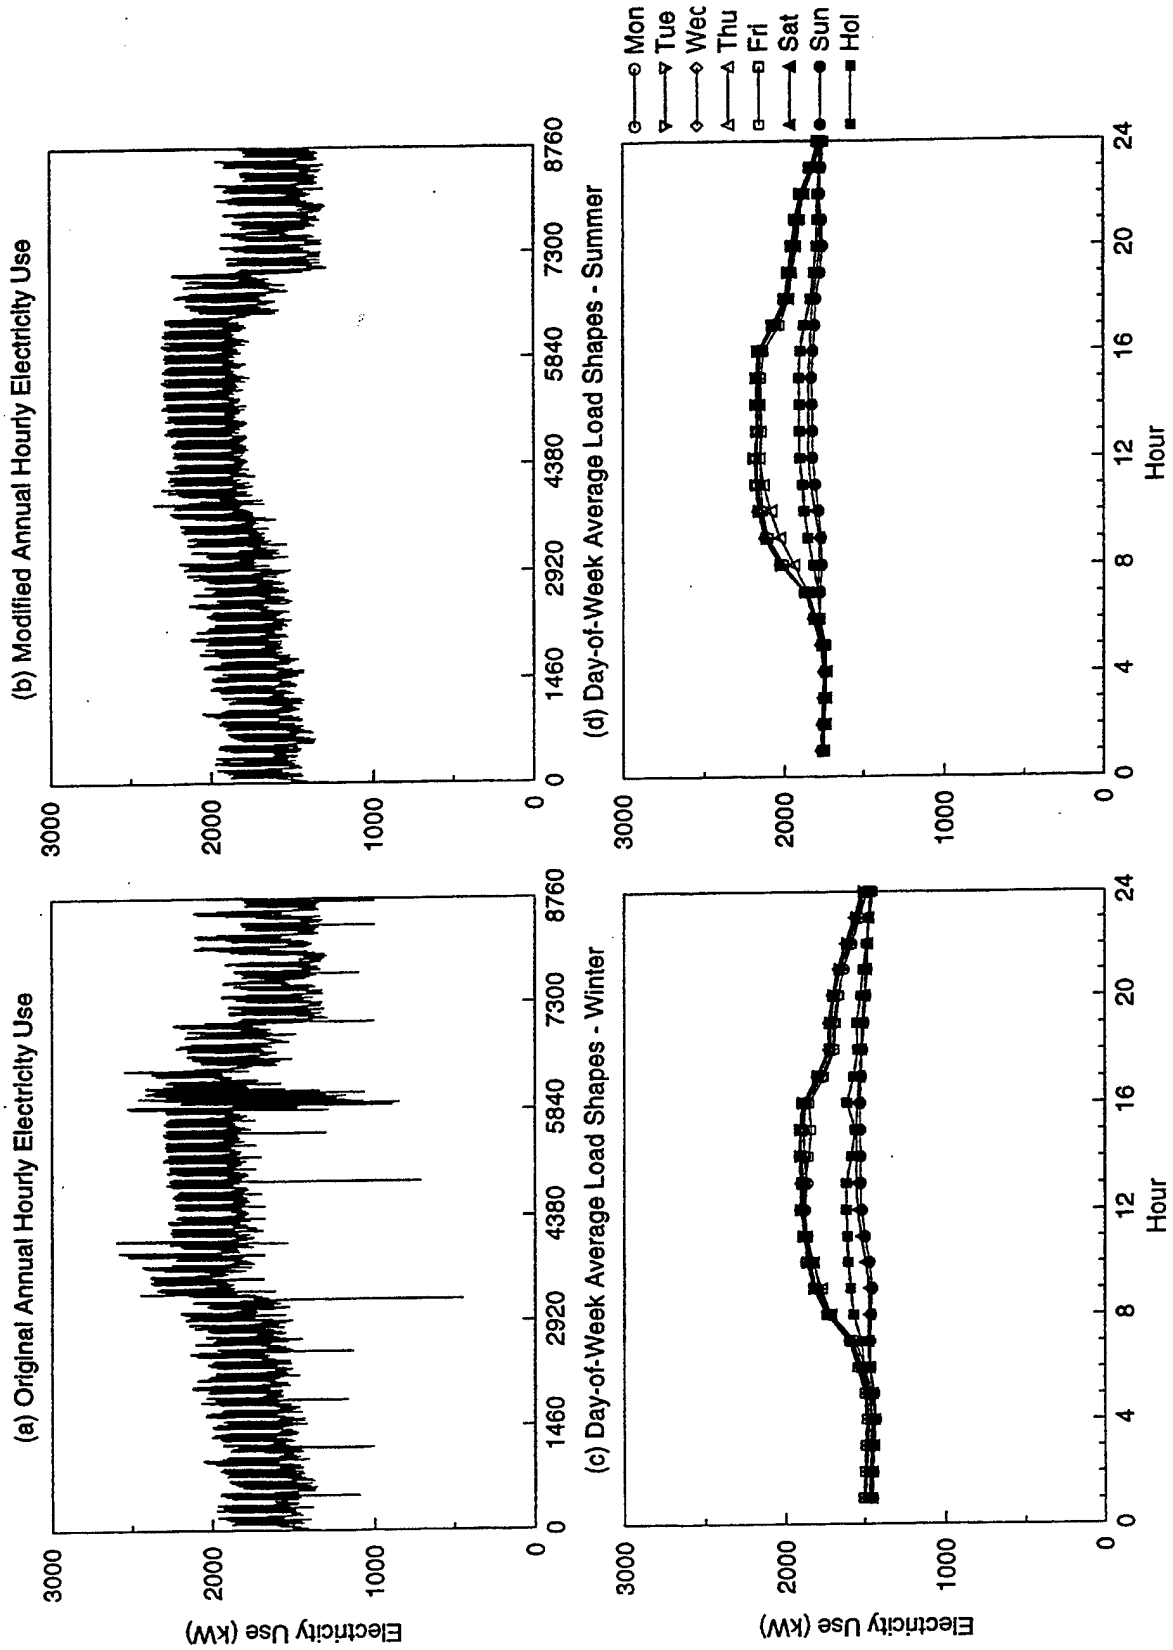 (a) Original Annual Hourly Electricity Use
Electricity Use (kW)
3000
2000
1000
0
0
1460
2920
4380
5840
7300
8760
(b) Modified Annual Hourly Electricity Use
3000
2000
1000
0
0
1460
2920
4380
5840
7300
8760
(c) Day-of-Week Average Load Shapes - Winter
Electricity Use (kW)
3000
2000
1000
0
0
4
8
12
16
20
24
Hour
(d) Day-of-Week Average Load Shapes - Summer
3000
2000
1000
0
0
4
8
12
16
20
24
Hour
Mon
Tue
Wec
Thu
Fri
Sat
Sun
Hol